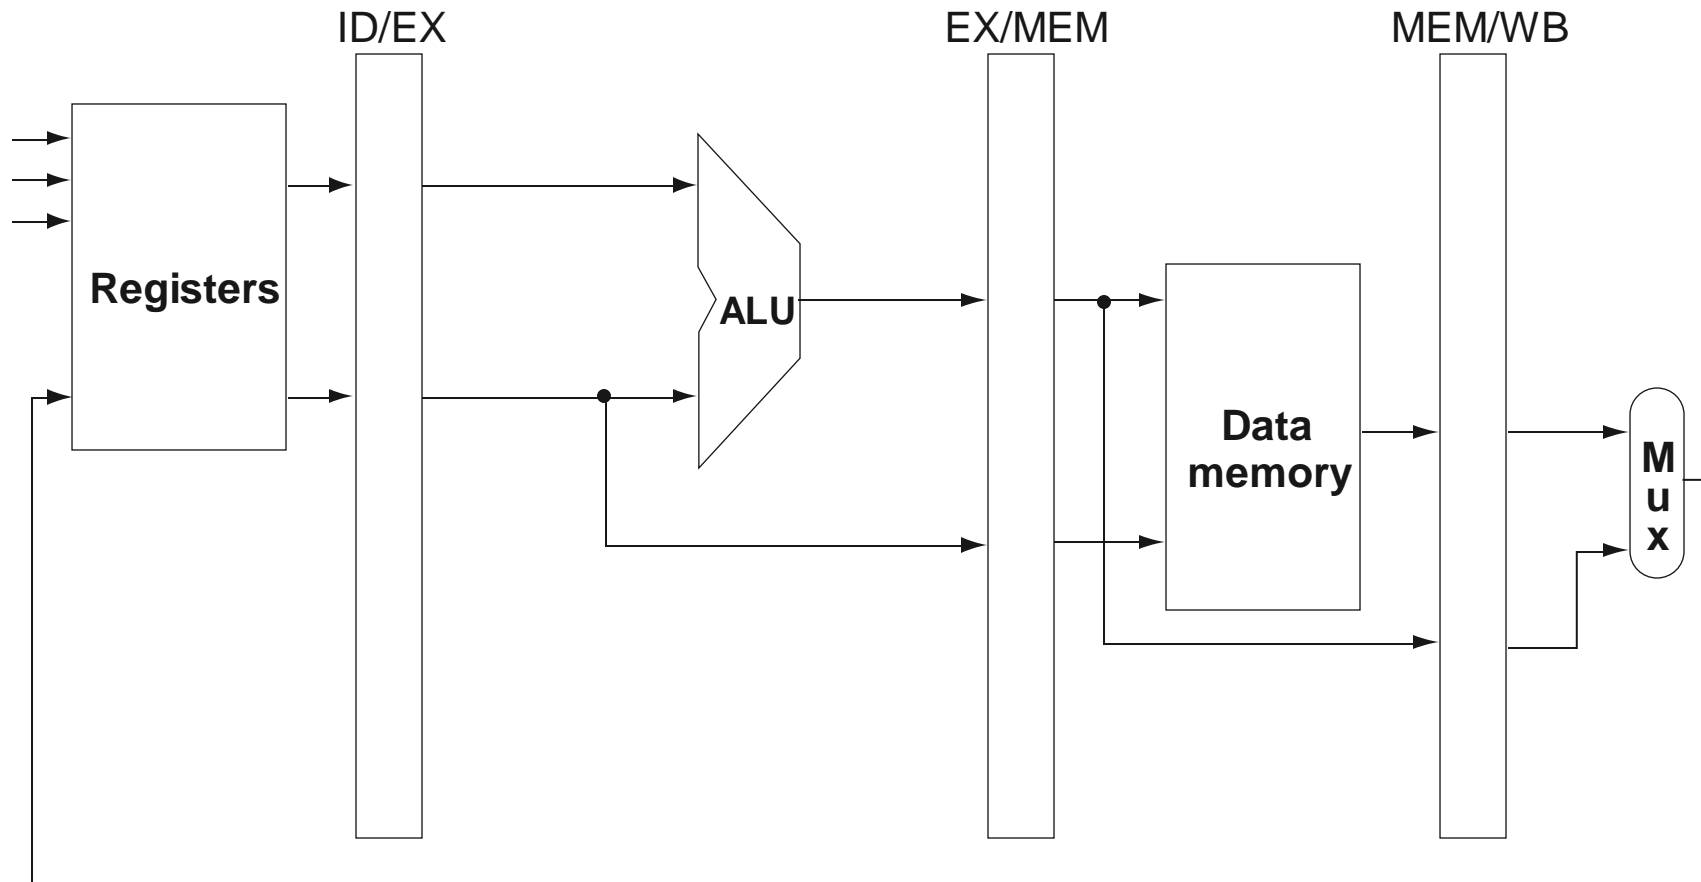 ID/EX
EX/MEM
MEM/WB
Registers
ALU
Data
memory
M
u
x